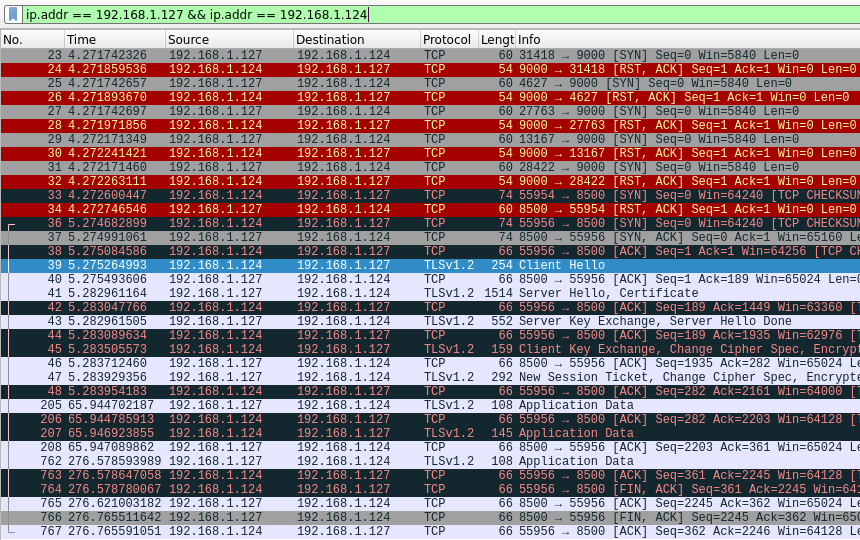 ip.addr == 192.168.1.127 && ip.addr == 192.168.1.124
No. Time Source Destination Protocol Lengt Info
23 4.271742326 192.168.1.127 192.168.1.124 TCP 60 31418 → 9000 [SYN] Seq=0 Win=5840 Len=0
24 4.271859536 192.168.1.124 192.168.1.127 TCP 54 9000 → 31418 [RST, ACK] Seq=1 Ack=1 Win=0 Len=0
25 4.271742657 192.168.1.127 192.168.1.124 TCP 60 4627 → 9000 [SYN] Seq=0 Win=5840 Len=0
26 4.271893670 192.168.1.124 192.168.1.127 TCP 54 9000 → 4627 [RST, ACK] Seq=1 Ack=1 Win=0 Len=0
27 4.271742697 192.168.1.127 192.168.1.124 TCP 60 27763 → 9000 [SYN] Seq=0 Win=5840 Len=0
28 4.271971856 192.168.1.124 192.168.1.127 TCP 54 9000 → 27763 [RST, ACK] Seq=1 Ack=1 Win=0 Len=0
29 4.272171349 192.168.1.127 192.168.1.124 TCP 60 13167 → 9000 [SYN] Seq=0 Win=5840 Len=0
30 4.272241421 192.168.1.124 192.168.1.127 TCP 54 9000 → 13167 [RST, ACK] Seq=1 Ack=1 Win=0 Len=0
31 4.272171460 192.168.1.127 192.168.1.124 TCP 60 28422 → 9000 [SYN] Seq=0 Win=5840 Len=0
32 4.272263111 192.168.1.124 192.168.1.127 TCP 54 9000 → 28422 [RST, ACK] Seq=1 Ack=1 Win=0 Len=0
33 4.272600447 192.168.1.124 192.168.1.127 TCP 74 55954 → 8500 [SYN] Seq=0 Win=64240 [TCP CHECKSUM
34 4.272746546 192.168.1.127 192.168.1.124 TCP 60 8500 → 55954 [RST, ACK] Seq=1 Ack=1 Win=0 Len=0
36 5.274682899 192.168.1.124 192.168.1.127 TCP 74 55956 → 8500 [SYN] Seq=0 Win=64240 [TCP CHECKSUM
37 5.274991061 192.168.1.127 192.168.1.124 TCP 74 8500 → 55956 [SYN, ACK] Seq=0 Ack=1 Win=65160 Le
38 5.275084586 192.168.1.124 192.168.1.127 TCP 66 55956 → 8500 [ACK] Seq=1 Ack=1 Win=64256 [TCP CH
39 5.275264993 192.168.1.124 192.168.1.127 TLSv1.2 254 Client Hello
40 5.275493606 192.168.1.127 192.168.1.124 TCP 66 8500 → 55956 [ACK] Seq=1 Ack=189 Win=65024 Len=0
41 5.282961164 192.168.1.127 192.168.1.124 TLSv1.2 1514 Server Hello, Certificate
42 5.283047766 192.168.1.124 192.168.1.127 TCP 66 55956 → 8500 [ACK] Seq=189 Ack=1449 Win=63360 [T
43 5.282961505 192.168.1.127 192.168.1.124 TLSv1.2 552 Server Key Exchange, Server Hello Done
44 5.283089634 192.168.1.124 192.168.1.127 TCP 66 55956 → 8500 [ACK] Seq=189 Ack=1935 Win=62976 [T
45 5.283505573 192.168.1.124 192.168.1.127 TLSv1.2 159 Client Key Exchange, Change Cipher Spec, Encrypt
46 5.283712460 192.168.1.127 192.168.1.124 TCP 66 8500 → 55956 [ACK] Seq=1935 Ack=282 Win=65024 Le
47 5.283929356 192.168.1.127 192.168.1.124 TLSv1.2 292 New Session Ticket, Change Cipher Spec, Encrypte
48 5.283954183 192.168.1.124 192.168.1.127 TCP 66 55956 → 8500 [ACK] Seq=282 Ack=2161 Win=64000 [T
205 65.944702187 192.168.1.127 192.168.1.124 TLSv1.2 108 Application Data
206 65.944785913 192.168.1.124 192.168.1.127 TCP 66 55956 → 8500 [ACK] Seq=282 Ack=2203 Win=64128 [T
207 65.946923855 192.168.1.124 192.168.1.127 TLSv1.2 145 Application Data
208 65.947089862 192.168.1.127 192.168.1.124 TCP 66 8500 → 55956 [ACK] Seq=2203 Ack=361 Win=65024 Le
762 276.578593989 192.168.1.127 192.168.1.124 TLSv1.2 108 Application Data
763 276.578647058 192.168.1.124 192.168.1.127 TCP 66 55956 → 8500 [ACK] Seq=361 Ack=2245 Win=64128 [T
764 276.578780067 192.168.1.124 192.168.1.127 TCP 66 55956 → 8500 [FIN, ACK] Seq=361 Ack=2245 Win=641
765 276.621003182 192.168.1.127 192.168.1.124 TCP 66 8500 → 55956 [ACK] Seq=2245 Ack=362 Win=65024 Le
766 276.765511642 192.168.1.127 192.168.1.124 TCP 66 8500 → 55956 [FIN, ACK] Seq=2245 Ack=362 Win=650
767 276.765591051 192.168.1.124 192.168.1.127 TCP 66 55956 → 8500 [ACK] Seq=362 Ack=2246 Win=64128 Le